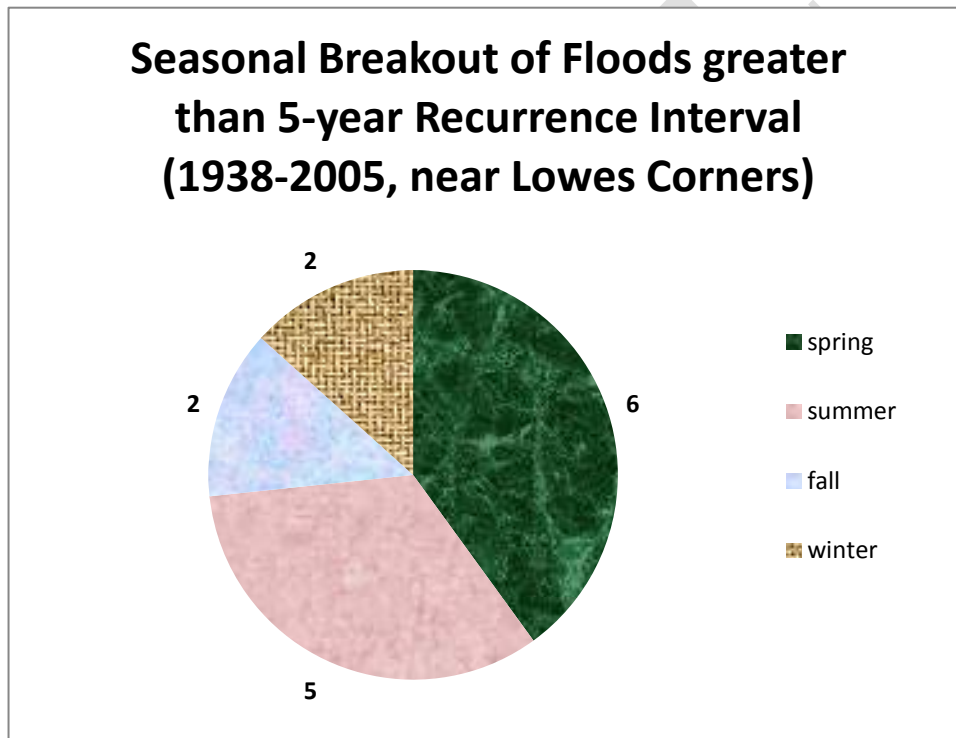 Seasonal Breakout of Floods greater
than 5-year Recurrence Interval
(1938-2005, near Lowes Corners)
2
2
6
5
spring
summer
fall
winter